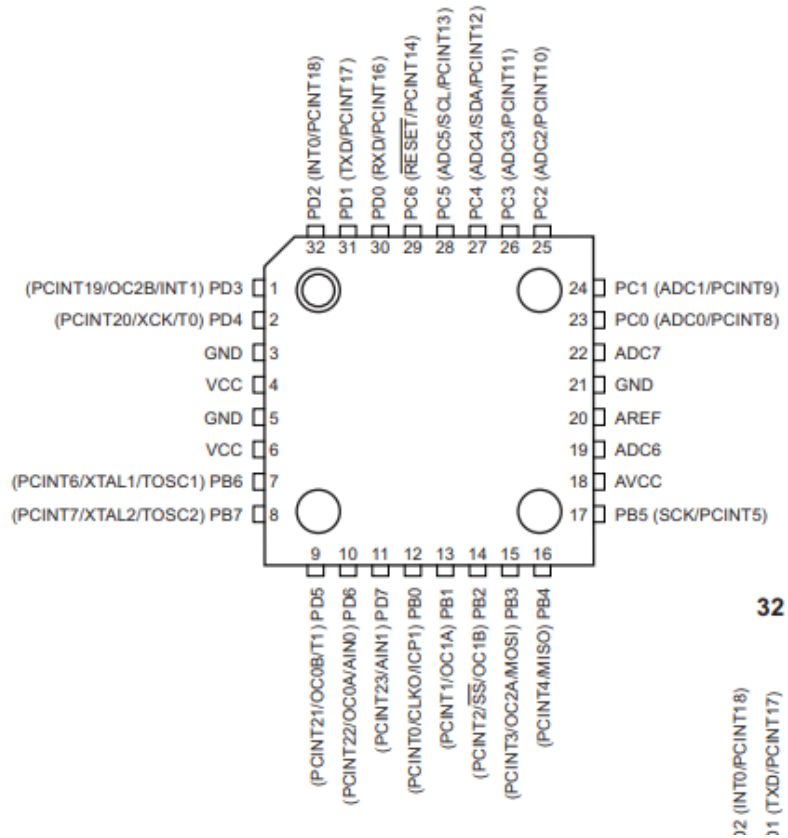 PD2 (INT0/PCINT18)
PD1 (TXD/PCINT17)
PD0 (RXD/PCINT16)
PC6 (RESET/PCINT14)
PC5 (ADC5/SCL/PCINT13)
PC4 (ADC4/SDA/PCINT12)
PC3 (ADC3/PCINT11)
PC2 (ADC2/PCINT10)
32 31 30 29 28 27 26 25
(PCINT19/OC2B/INT1) PD3 1
(PCINT20/XCK/T0) PD4 2
GND 3
VCC 4
GND 5
VCC 6
(PCINT6/XTAL1/TOSC1) PB6 7
(PCINT7/XTAL2/TOSC2) PB7 8
24 PC1 (ADC1/PCINT9)
23 PC0 (ADC0/PCINT8)
22 ADC7
21 GND
20 AREF
19 ADC6
18 AVCC
17 PB5 (SCK/PCINT5)
9 10 11 12 13 14 15 16
(PCINT21/OC0B/T1) PD5
(PCINT22/OC0A/AIN0) PD6
(PCINT23/AIN1) PD7
(PCINT0/CLKO/ICP1) PB0
(PCINT1/OC1A) PB1
(PCINT2/SS/OC1B) PB2
(PCINT3/OC2A/MOSI) PB3
(PCINT4/MISO) PB4
32
(INT0/PCINT18)
(TXD/PCINT17)